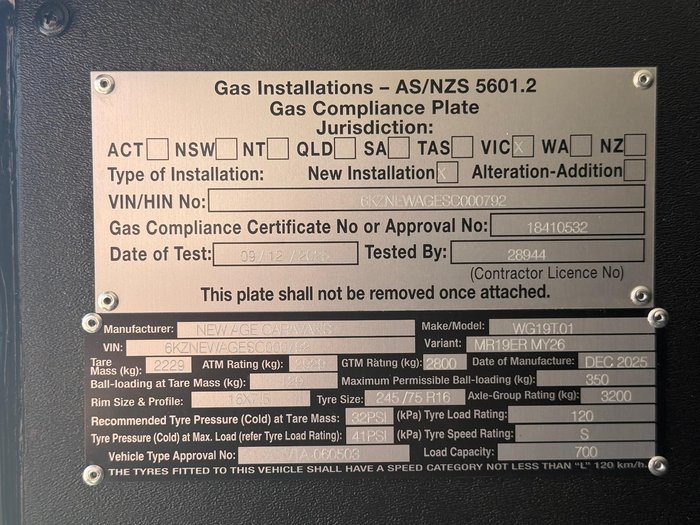 Gas Installations – AS/NZS 5601.2
Gas Compliance Plate
Jurisdiction:
ACT NSW NT QLD SA TAS VIC X WA NZ
Type of Installation: New Installation X Alteration-Addition
VIN/HIN No: 6KZNEWAGESC000792
Gas Compliance Certificate No or Approval No: 18410532
Date of Test: 09/12/2025 Tested By: 28944
(Contractor Licence No)
This plate shall not be removed once attached.
Manufacturer: NEW AGE CARAVANS Make/Model: WG19T.01
VIN: 6KZNEWAGESC000792 Variant: MR19ER MY26
Tare Mass (kg): 2229 ATM Rating (kg): GTM Rating (kg): 2800 Date of Manufacture: DEC 2025
Ball-loading at Tare Mass (kg): Maximum Permissible Ball-loading (kg): 350
Rim Size & Profile: Tyre Size: 245 /75 R16 Axle-Group Rating (kg): 3200
Recommended Tyre Pressure (Cold) at Tare Mass: 32PSI (kPa) Tyre Load Rating: 120
Tyre Pressure (Cold) at Max. Load (refer Tyre Load Rating): 41PSI (kPa) Tyre Speed Rating: S
Vehicle Type Approval No: Load Capacity: 700
THE TYRES FITTED TO THIS VEHICLE SHALL HAVE A SPEED CATEGORY NOT LESS THAN "L" 120 km/h.